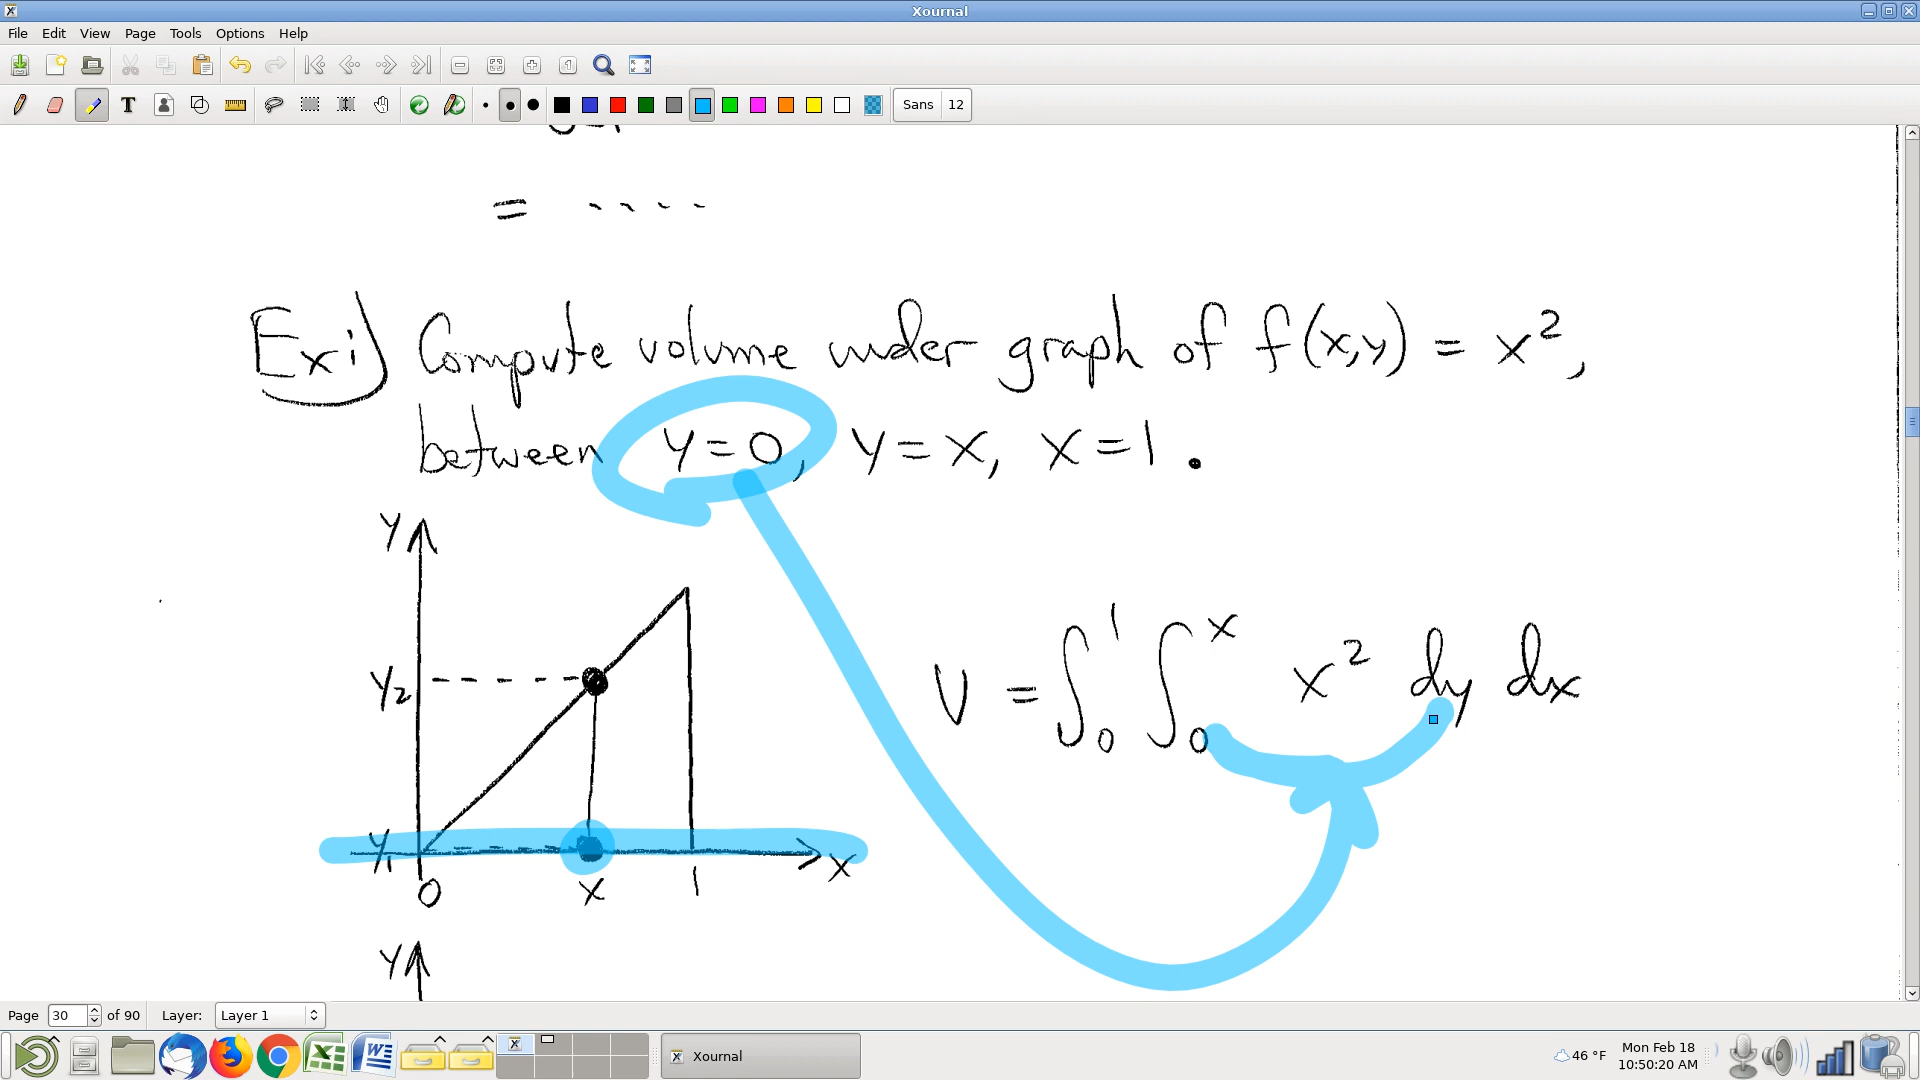 Xournal
File Edit View Page Tools Options Help
Sans 12
= ....
Ex:) Compute volume under graph of f(x,y) = x²,
between y=0, y=x, x=1.
y
y₂
y₁
0 x 1 x
V = ∫₀¹ ∫₀ˣ x² dy dx
y
Page 30 of 90 Layer: Layer 1
Xournal
46 °F
Mon Feb 18
10:50:20 AM